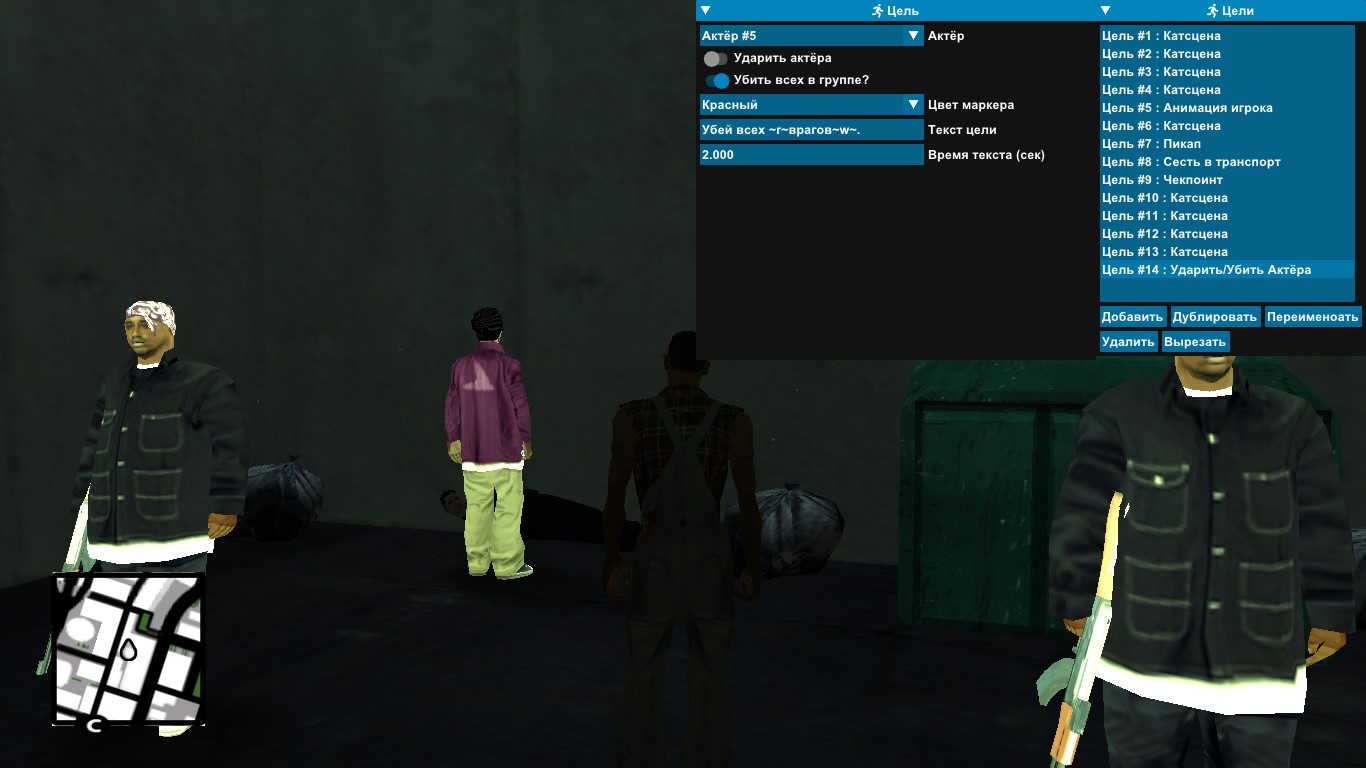 Цель
Актёр #5
Актёр
Ударить актёра
Убить всех в группе?
Красный
Цвет маркера
Убей всех ~r~врагов~w~.
Текст цели
2.000
Время текста (сек)
Цели
Цель #1 : Катсцена
Цель #2 : Катсцена
Цель #3 : Катсцена
Цель #4 : Катсцена
Цель #5 : Анимация игрока
Цель #6 : Катсцена
Цель #7 : Пикап
Цель #8 : Сесть в транспорт
Цель #9 : Чекпоинт
Цель #10 : Катсцена
Цель #11 : Катсцена
Цель #12 : Катсцена
Цель #13 : Катсцена
Цель #14 : Ударить/Убить Актёра
Добавить Дублировать Переименоать
Удалить Вырезать
С